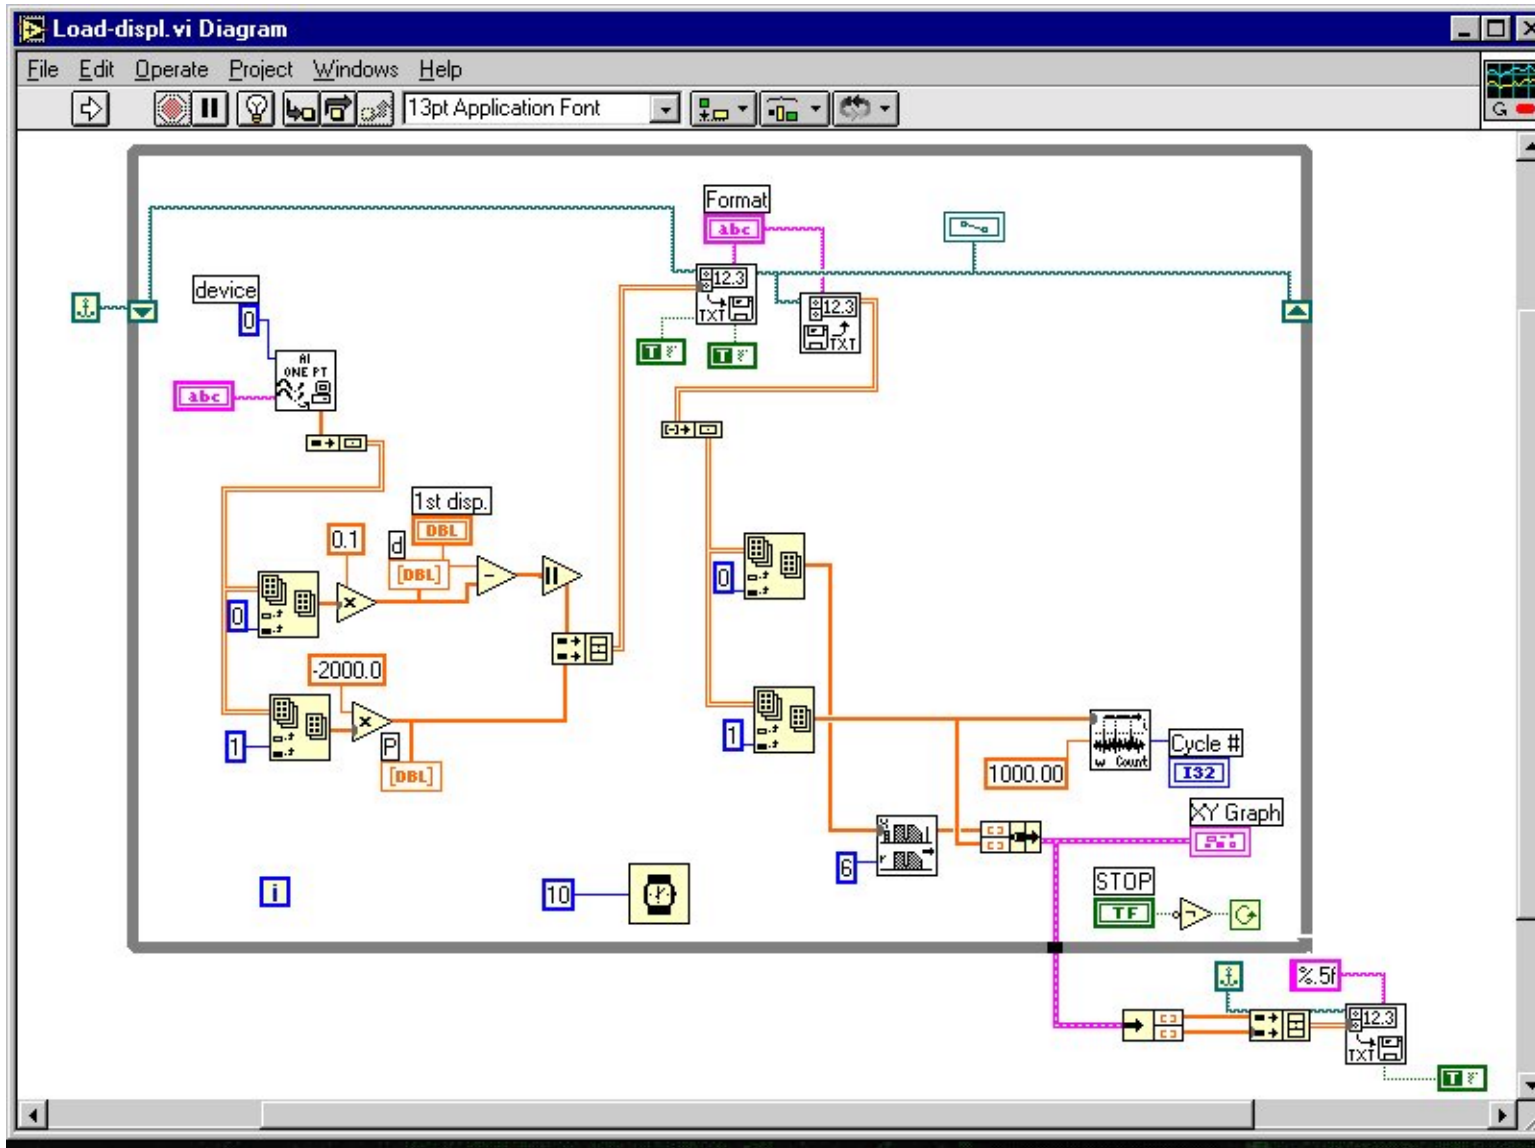 Load-displ.vi Diagram
File Edit Operate Project Windows Help
13pt Application Font
G
Format
abc
device
0
12.3
TXT
12.3
TXT
T
T
AI
ONE PT
abc
1st disp.
DBL
0.1
d
[DBL]
0
0
-2000.0
1
P
[DBL]
1
1000.00
w Count
Cycle #
I32
XY Graph
6
i
10
STOP
TF
%.5f
12.3
TXT
T